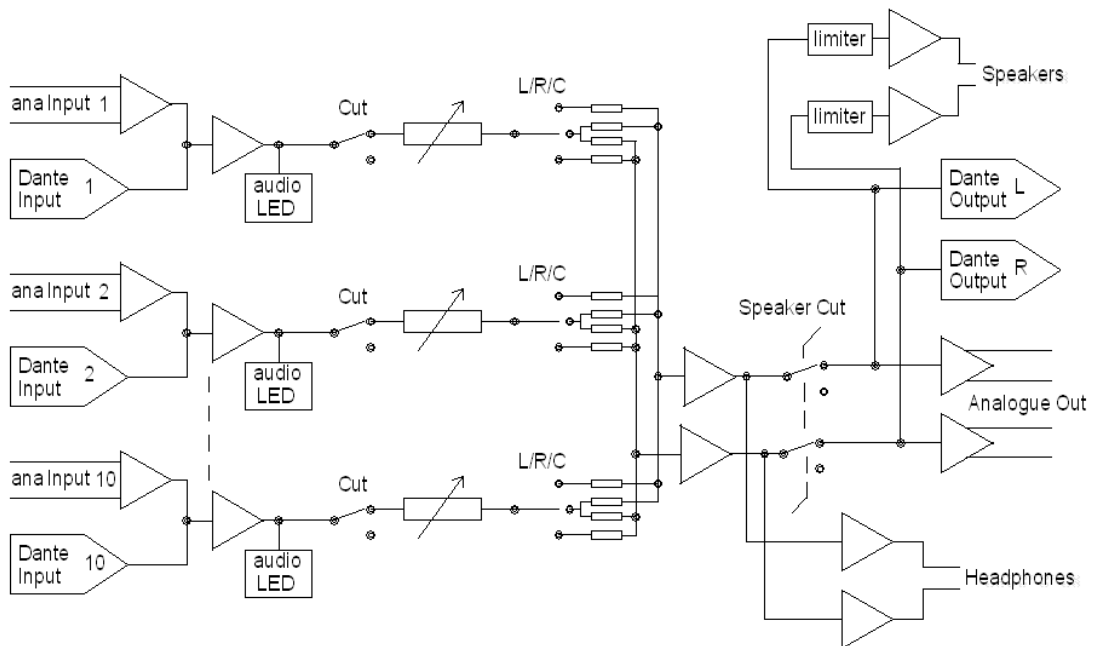 ana Input 1
Dante
Input 1
audio
LED
Cut
L/R/C
ana Input 2
Dante
Input 2
audio
LED
Cut
L/R/C
ana Input 10
Dante
Input 10
audio
LED
Cut
L/R/C
limiter
limiter
Speakers
Dante
Output L
Dante
Output R
Speaker Cut
Analogue Out
Headphones